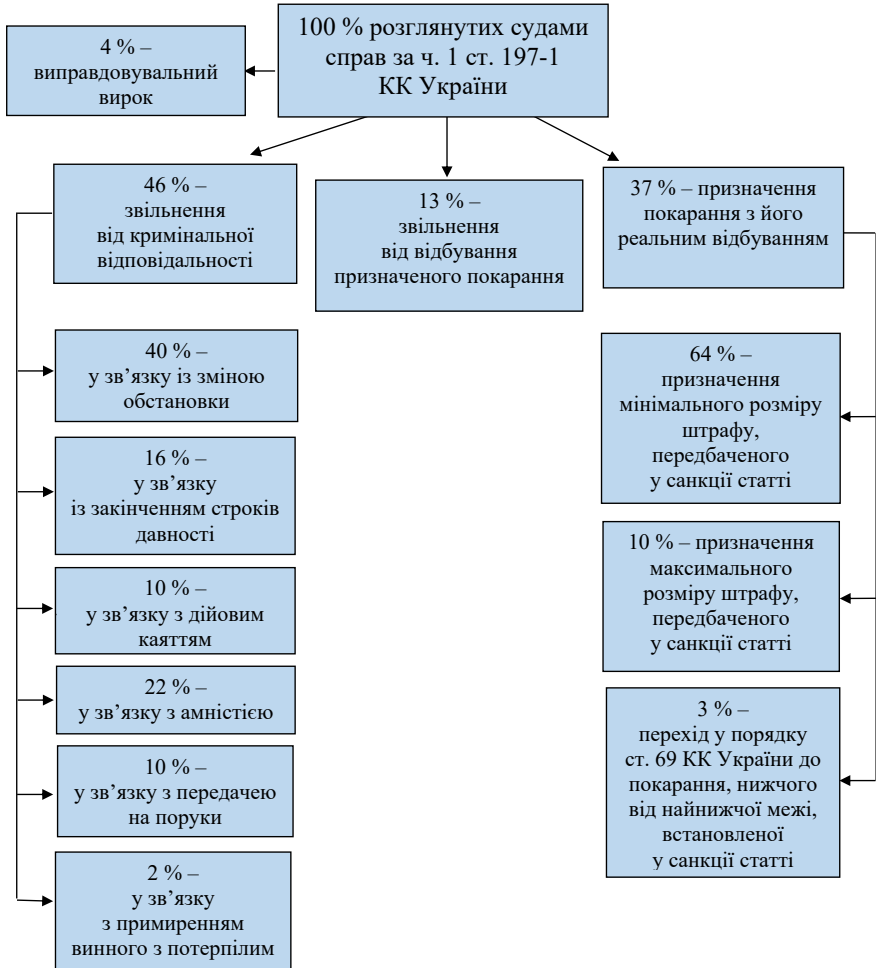 100 % розглянутих судами
справ за ч. 1 ст. 197-1
КК України
4 % –
виправдовувальний
вирок
46 % –
звільнення
від кримінальної
відповідальності
13 % –
звільнення
від відбування
призначеного покарання
37 % – призначення
покарання з його
реальним відбуванням
40 % –
у зв’язку із зміною
обстановки
16 % –
у зв’язку
із закінченням строків
давності
10 % –
у зв’язку з дійовим
каяттям
22 % –
у зв’язку з амністією
10 % –
у зв’язку з передачею
на поруки
2 % –
у зв’язку
з примиренням
винного з потерпілим
64 % –
призначення
мінімального розміру
штрафу,
передбаченого
у санкції статті
10 % – призначення
максимального
розміру штрафу,
передбаченого
у санкції статті
3 % –
перехід у порядку
ст. 69 КК України до
покарання, нижчого
від найнижчої межі,
встановленої
у санкції статті